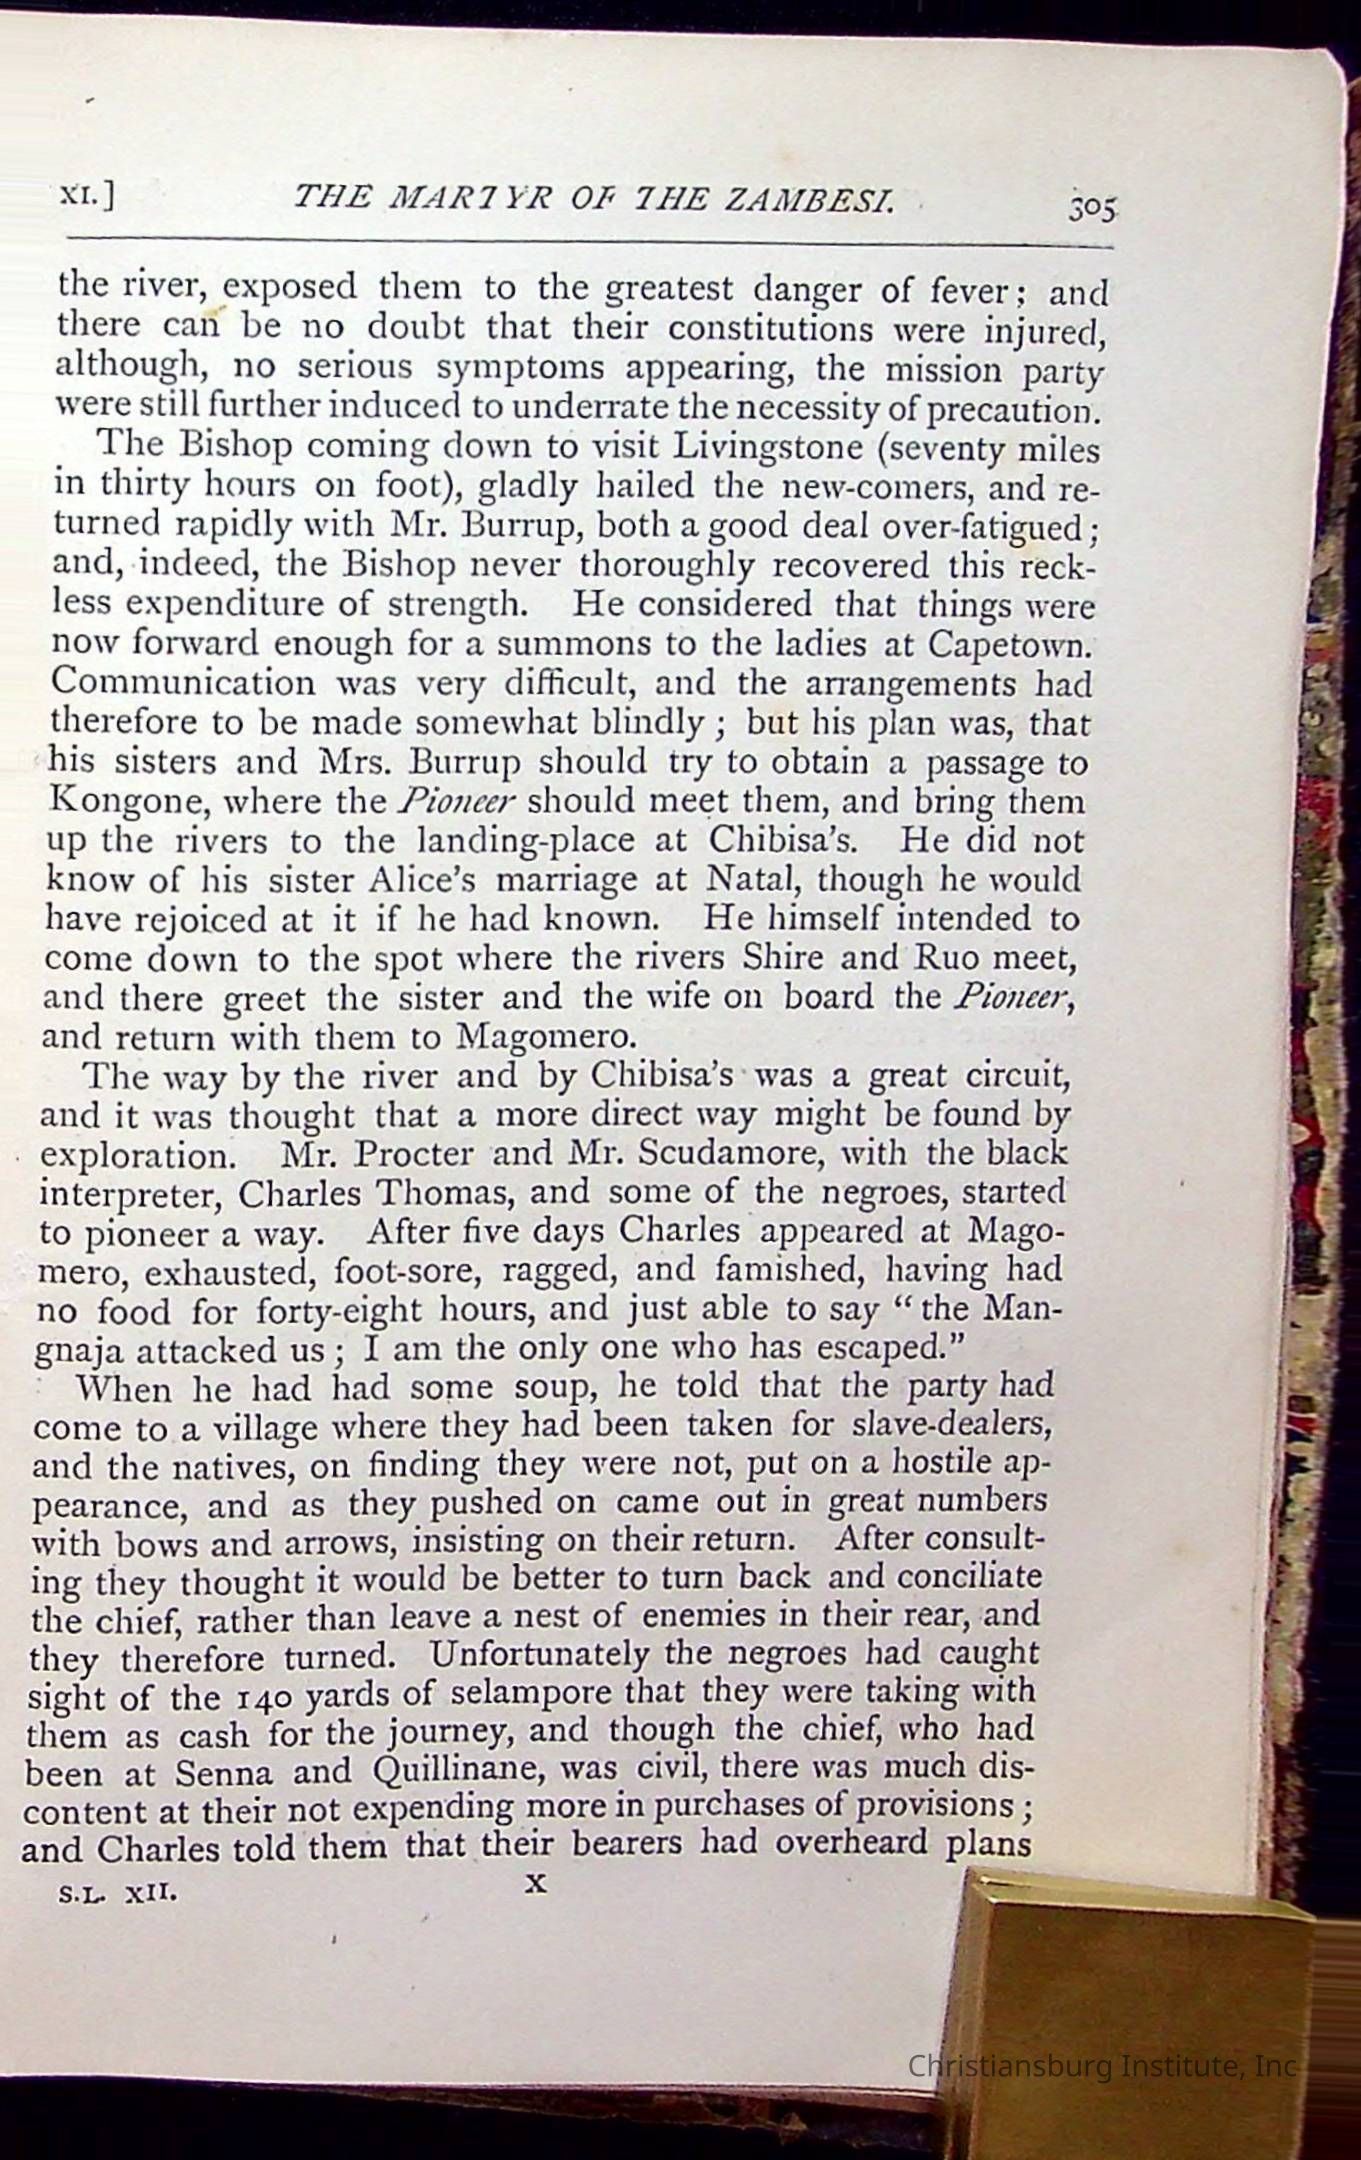 XI.] THE MARTYR OF THE ZAMBESI. 305
the river, exposed them to the greatest danger of fever; and
there can be no doubt that their constitutions were injured,
although, no serious symptoms appearing, the mission party
were still further induced to underrate the necessity of precaution.
The Bishop coming down to visit Livingstone (seventy miles
in thirty hours on foot), gladly hailed the new-comers, and re-
turned rapidly with Mr. Burrup, both a good deal over-fatigued;
and, indeed, the Bishop never thoroughly recovered this reck-
less expenditure of strength. He considered that things were
now forward enough for a summons to the ladies at Capetown.
Communication was very difficult, and the arrangements had
therefore to be made somewhat blindly; but his plan was, that
his sisters and Mrs. Burrup should try to obtain a passage to
Kongone, where the Pioneer should meet them, and bring them
up the rivers to the landing-place at Chibisa's. He did not
know of his sister Alice's marriage at Natal, though he would
have rejoiced at it if he had known. He himself intended to
come down to the spot where the rivers Shire and Ruo meet,
and there greet the sister and the wife on board the Pioneer,
and return with them to Magomero.
The way by the river and by Chibisa's was a great circuit,
and it was thought that a more direct way might be found by
exploration. Mr. Procter and Mr. Scudamore, with the black
interpreter, Charles Thomas, and some of the negroes, started
to pioneer a way. After five days Charles appeared at Mago-
mero, exhausted, foot-sore, ragged, and famished, having had
no food for forty-eight hours, and just able to say "the Man-
gnaja attacked us; I am the only one who has escaped."
When he had had some soup, he told that the party had
come to a village where they had been taken for slave-dealers,
and the natives, on finding they were not, put on a hostile ap-
pearance, and as they pushed on came out in great numbers
with bows and arrows, insisting on their return. After consult-
ing they thought it would be better to turn back and conciliate
the chief, rather than leave a nest of enemies in their rear, and
they therefore turned. Unfortunately the negroes had caught
sight of the 140 yards of selampore that they were taking with
them as cash for the journey, and though the chief, who had
been at Senna and Quillinane, was civil, there was much dis-
content at their not expending more in purchases of provisions;
and Charles told them that their bearers had overheard plans
S.L. XII. X
Christiansburg Institute, Inc